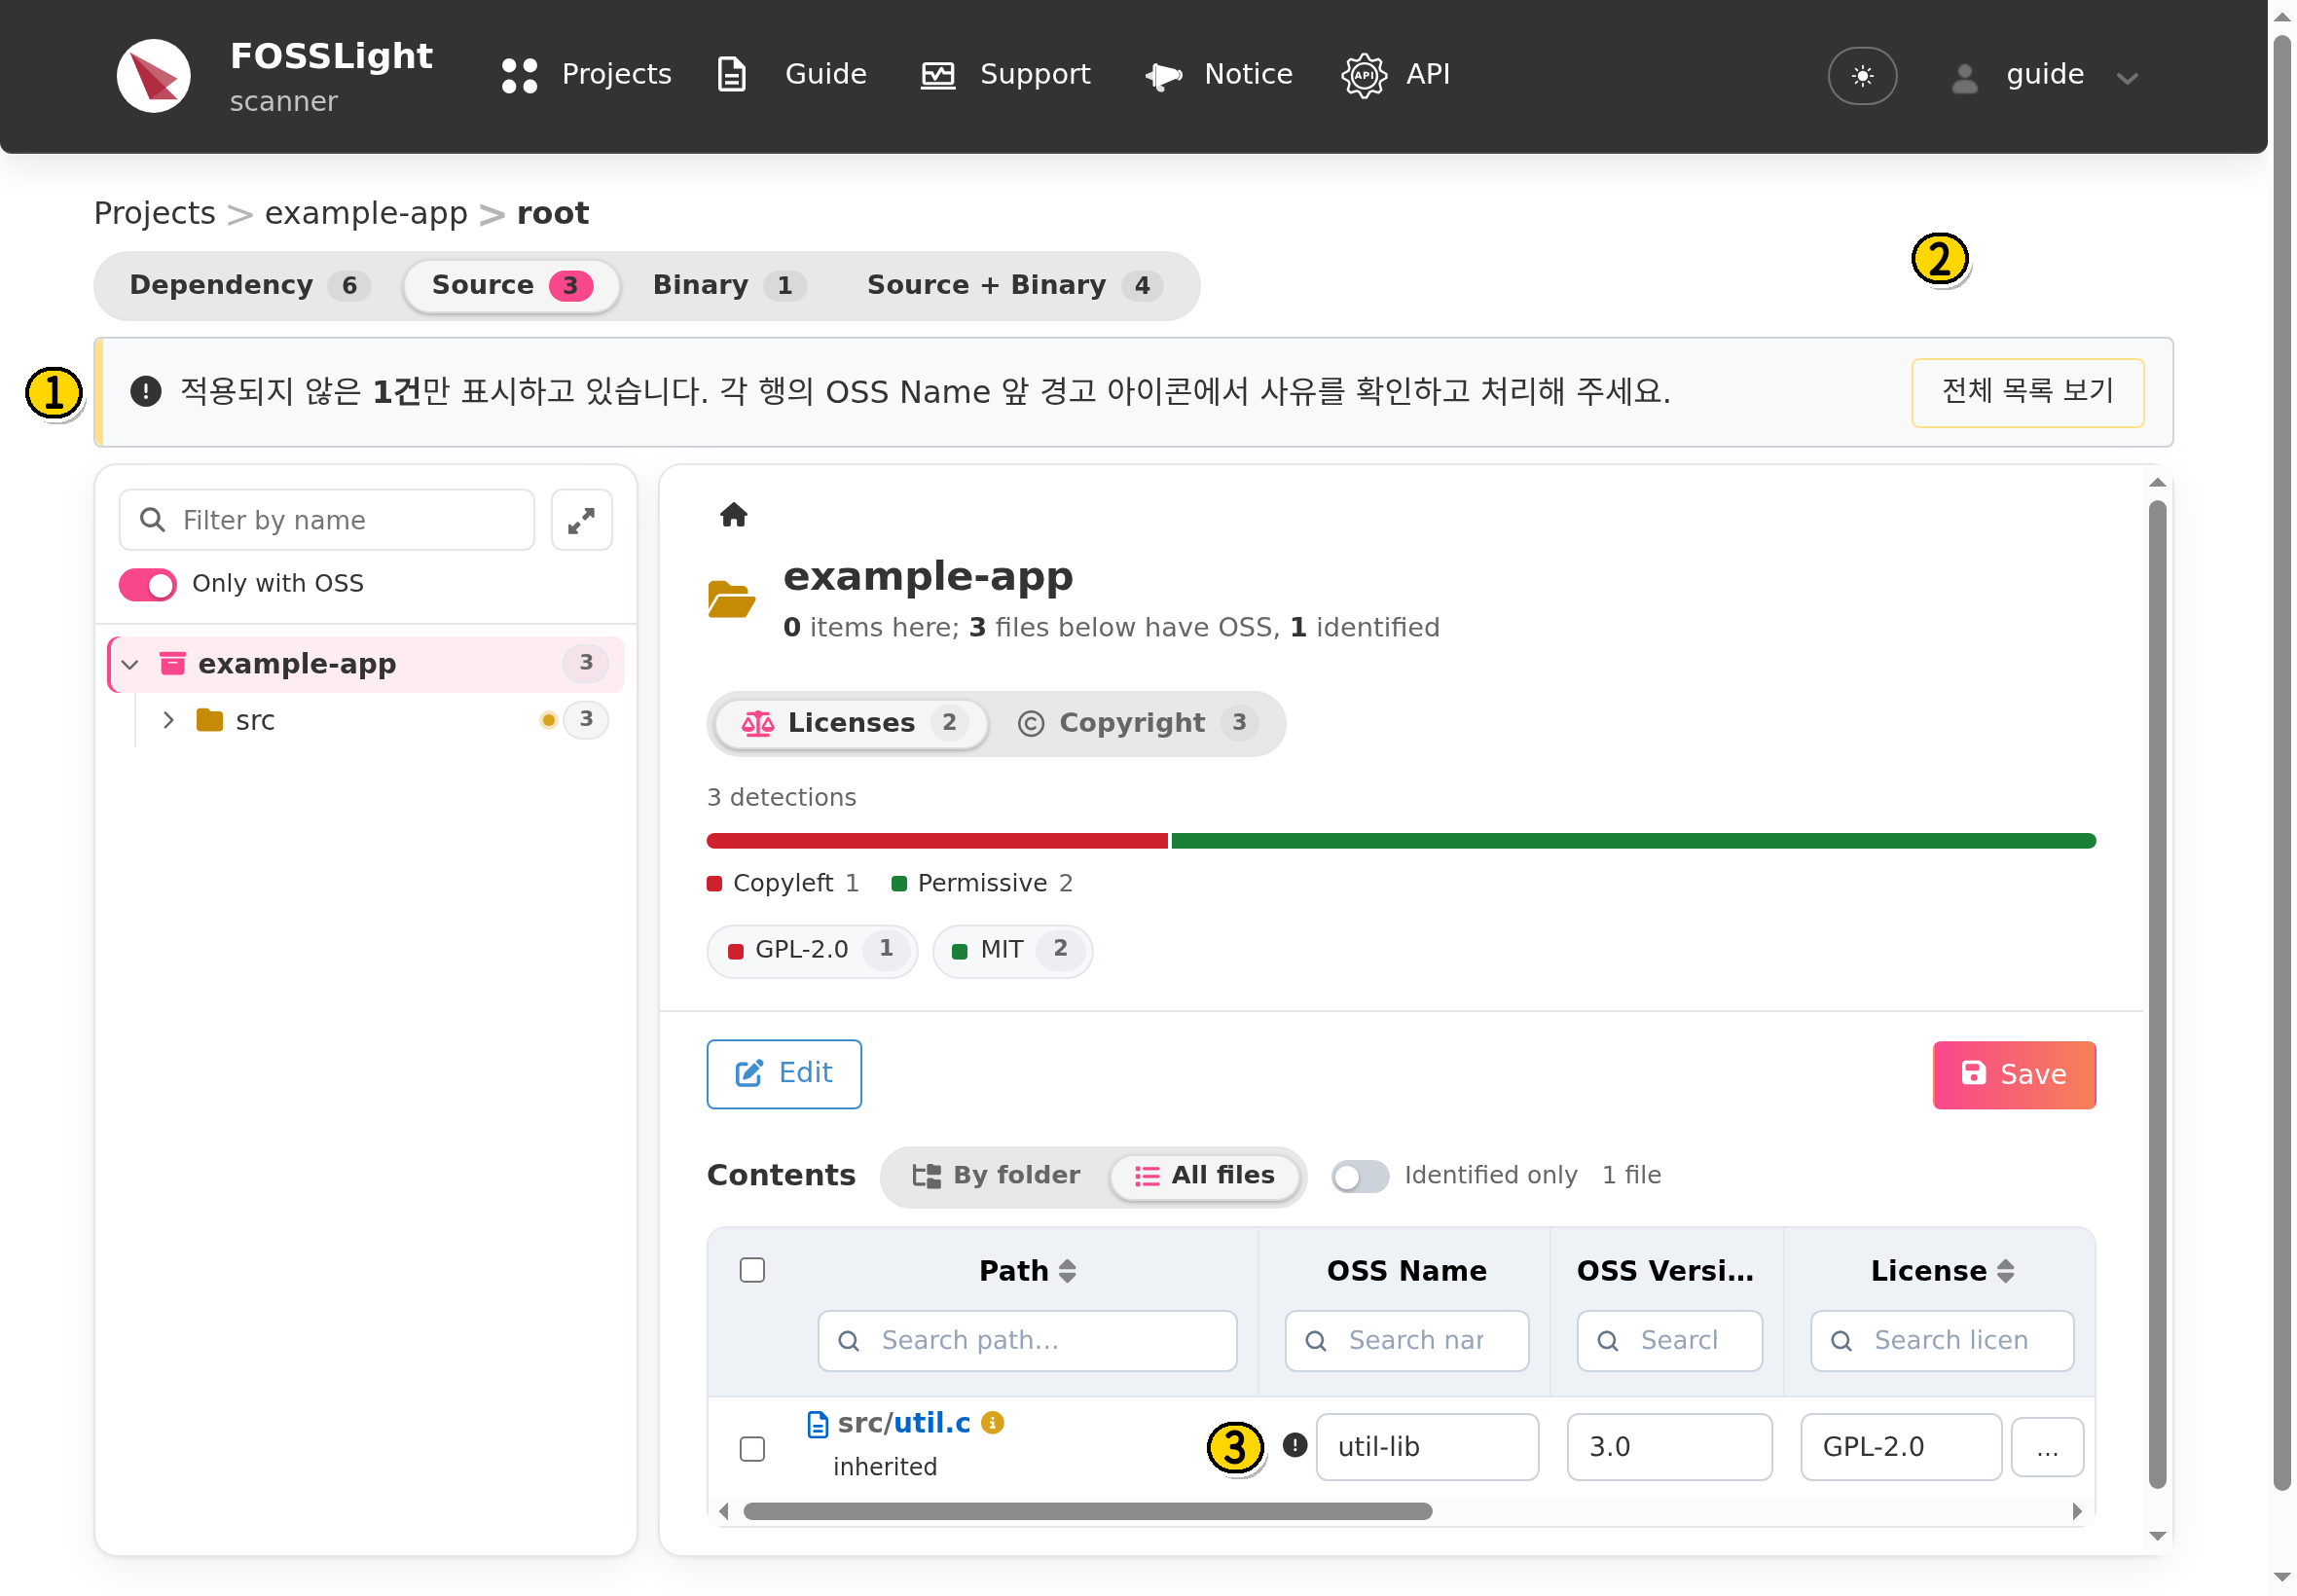 FOSSLight
scanner
Projects
Guide
Support
Notice
API
guide
Projects > example-app > root
2
Dependency 6
Source 3
Binary 1
Source + Binary 4
1
적용되지 않은 1건만 표시하고 있습니다. 각 행의 OSS Name 앞 경고 아이콘에서 사유를 확인하고 처리해 주세요.
전체 목록 보기
Filter by name
Only with OSS
example-app 3
src 3
example-app
0 items here; 3 files below have OSS, 1 identified
Licenses 2
Copyright 3
3 detections
Copyleft 1
Permissive 2
GPL-2.0 1
MIT 2
Edit
Save
Contents
By folder
All files
Identified only
1 file
Path
OSS Name
OSS Versi...
License
Search path...
Search nar
Search
Search licen
src/util.c
inherited
3
util-lib
3.0
GPL-2.0
...